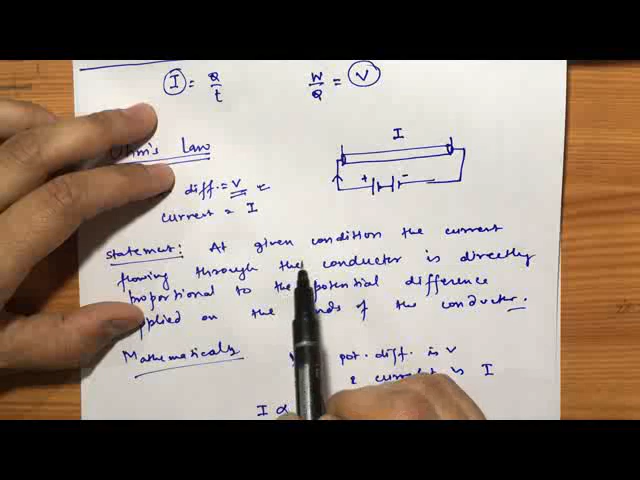 I = Q/t
W/Q = V
Ohm's Law
I
+ -
diff. = V
current = I
Statement: At given condition the current
flowing through the conductor is directly
proportional to the potential difference
applied on the ends of the conductor.
Mathematically
pot. diff. is V
& current is I
I ∝